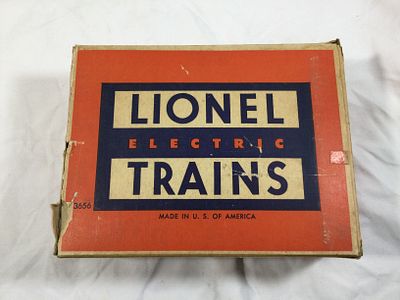 LIONEL
ELECTRIC
TRAINS
3656
MADE IN U. S. OF AMERICA